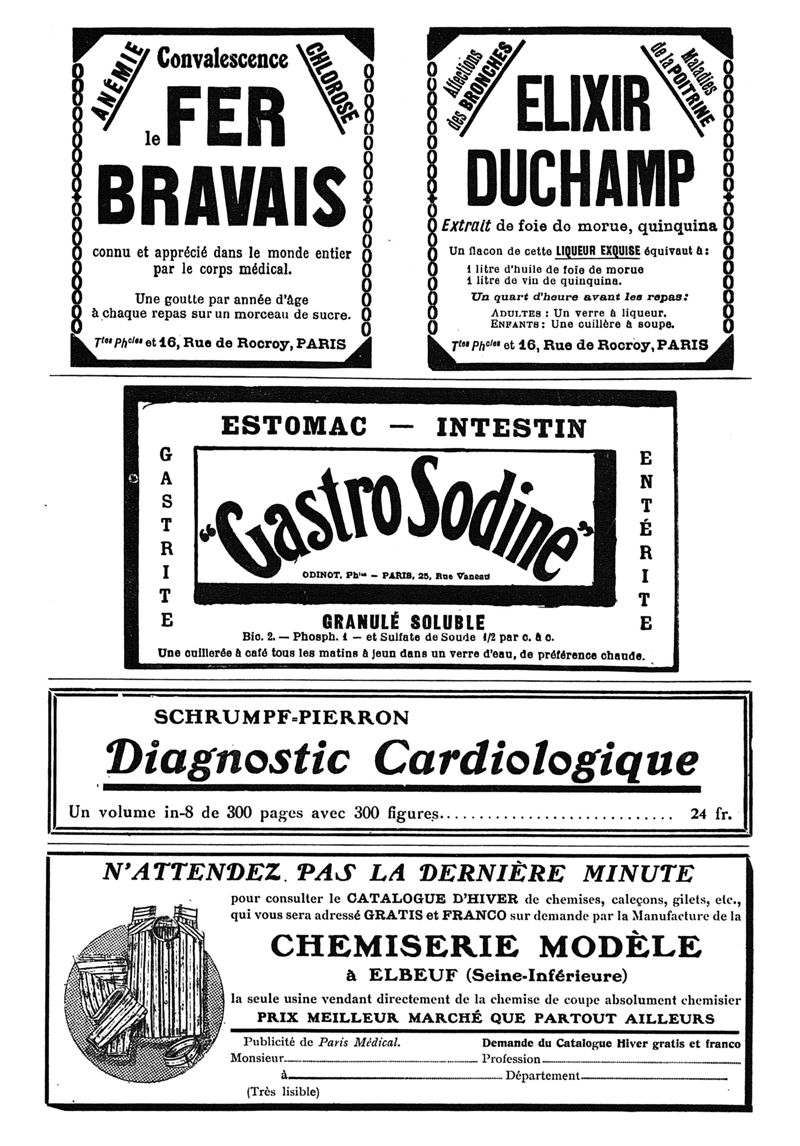 ANÉMIE
Convalescence
CHLOROSE
le FER
BRAVAIS
connu et apprécié dans le monde entier
par le corps médical.
Une goutte par année d'âge
à chaque repas sur un morceau de sucre.
Ttes Phcies et 16, Rue de Rocroy, PARIS
Affections
des BRONCHES
Maladies
de la POITRINE
ELIXIR
DUCHAMP
Extrait de foie do morue, quinquina
Un flacon de cette LIQUEUR EXQUISE équivaut à:
1 litre d'huile de foie de morue
1 litre de vin de quinquina.
Un quart d'heure avant les repas:
ADULTES : Un verre à liqueur.
ENFANTS : Une cuillère à soupe.
Ttes Phcies et 16, Rue de Rocroy, PARIS
ESTOMAC — INTESTIN
GASTRITE
"Gastro Sodine"
ODINOT, Phien — PARIS, 25, Rue Vaneau
ENTÉRITE
GRANULÉ SOLUBLE
Bic. 2. — Phosph. 1 — et Sulfate de Soude 1/2 par c. à c.
Une cuillerée à café tous les matins à jeun dans un verre d'eau, de préférence chaude.
SCHRUMPF-PIERRON
Diagnostic Cardiologique
Un volume in-8 de 300 pages avec 300 figures............................. 24 fr.
N'ATTENDEZ PAS LA DERNIÈRE MINUTE
pour consulter le CATALOGUE D'HIVER de chemises, caleçons, gilets, etc.,
qui vous sera adressé GRATIS et FRANCO sur demande par la Manufacture de la
CHEMISERIE MODÈLE
à ELBEUF (Seine-Inférieure)
la seule usine vendant directement de la chemise de coupe absolument chemisier
PRIX MEILLEUR MARCHÉ QUE PARTOUT AILLEURS
Publicité de Paris Médical. Demande du Catalogue Hiver gratis et franco
Monsieur Profession
à Département
(Très lisible)